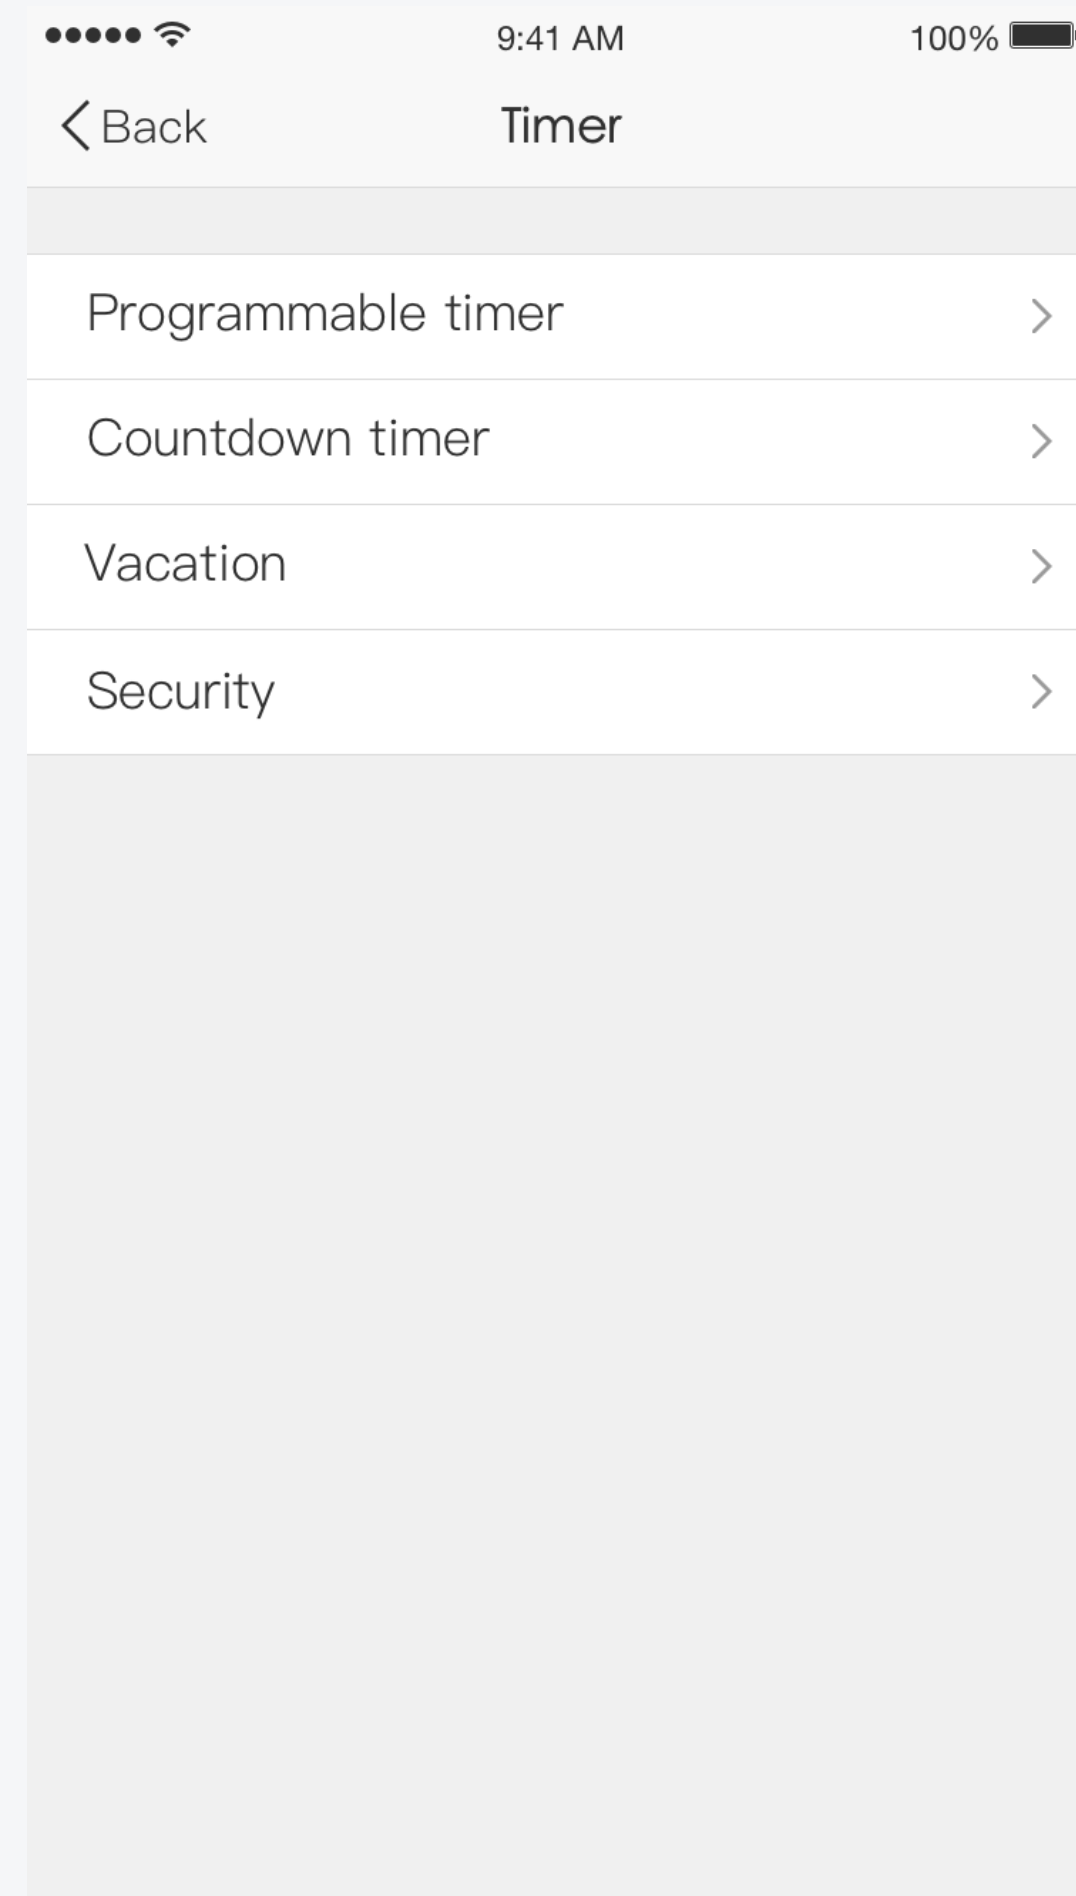 9:41 AM 100%
Back Timer
Programmable timer
Countdown timer
Vacation
Security